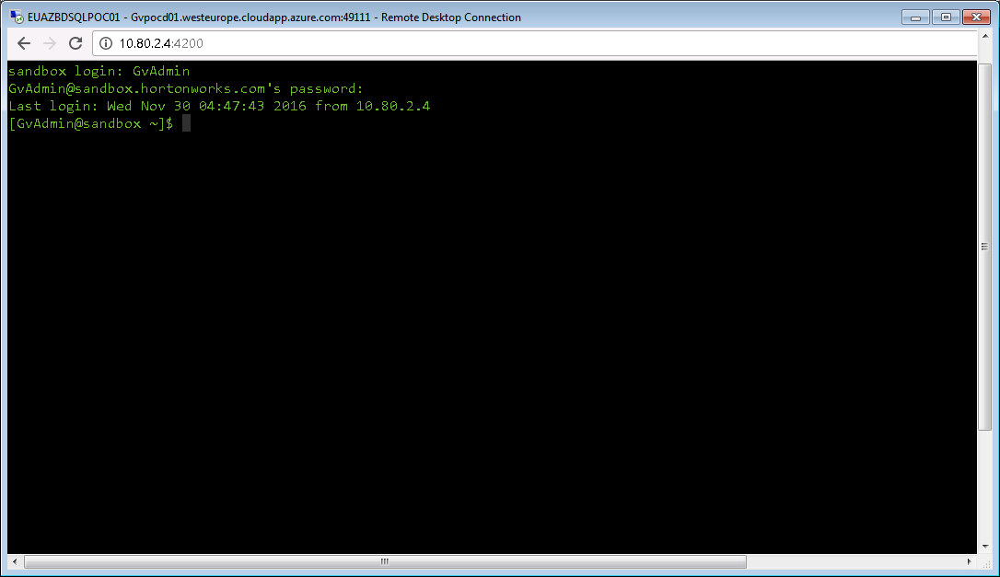 EUAZBDSQLPOC01 - Gvpocd01.westeurope.cloudapp.azure.com:49111 - Remote Desktop Connection
10.80.2.4:4200
sandbox login: GvAdmin
GvAdmin@sandbox.hortonworks.com's password:
Last login: Wed Nov 30 04:47:43 2016 from 10.80.2.4
[GvAdmin@sandbox ~]$